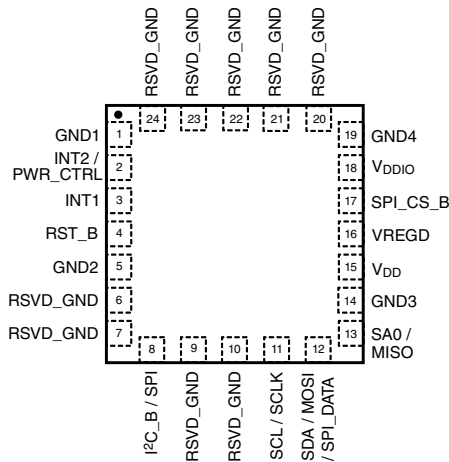 RSVD_GND
RSVD_GND
RSVD_GND
RSVD_GND
RSVD_GND
24
23
22
21
20
GND1
1
INT2 /
PWR_CTRL
2
INT1
3
RST_B
4
GND2
5
RSVD_GND
6
RSVD_GND
7
19
GND4
18
VDDIO
17
SPI_CS_B
16
VREGD
15
VDD
14
GND3
13
SA0 /
MISO
8
9
10
11
12
I²C_B / SPI
RSVD_GND
RSVD_GND
SCL / SCLK
SDA / MOSI
/ SPI_DATA